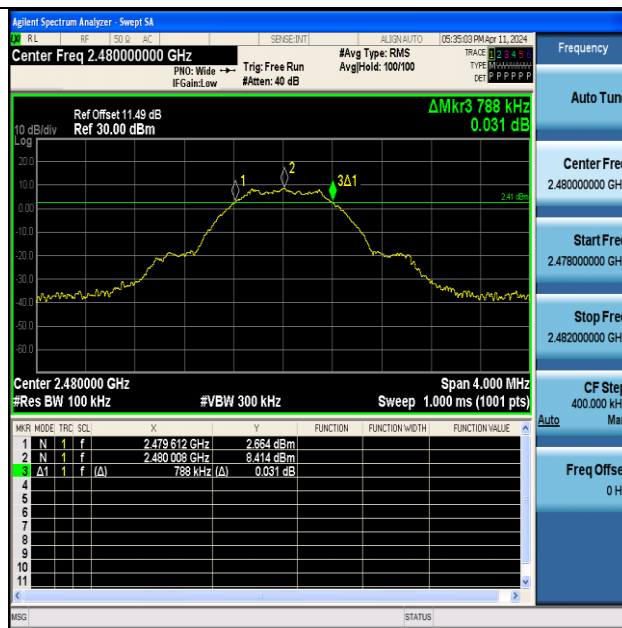 Agilent Spectrum Analyzer - Swept SA
RL RF 50 Ω AC SENSE:INT ALIGN AUTO 05:35:03 PM Apr 11, 2024
Center Freq 2.480000000 GHz #Avg Type: RMS TRACE 1 2 3 4 5 6
PNO: Wide Trig: Free Run Avg|Hold: 100/100 TYPE M
IFGain:Low #Atten: 40 dB DET P P P P P P
Frequency
Auto Tun
Center Fre
2.480000000 GH
Start Fre
2.478000000 GH
Stop Fre
2.482000000 GH
CF Ste
400.000 kH
Auto Ma
Freq Offse
0 H
ΔMkr3 788 kHz
0.031 dB
Ref Offset 11.49 dB
10 dB/div Ref 30.00 dBm
Log
20.0
10.0
0.00
-10.0
-20.0
-30.0
-40.0
-50.0
-60.0
1
2
3Δ1
2.41 dBm
Center 2.480000 GHz Span 4.000 MHz
#Res BW 100 kHz #VBW 300 kHz Sweep 1.000 ms (1001 pts)
MKR MODE TRC SCL X Y FUNCTION FUNCTION WIDTH FUNCTION VALUE
1 N 1 f 2.479 612 GHz 2.664 dBm
2 N 1 f 2.480 008 GHz 8.414 dBm
3 Δ1 1 f (Δ) 788 kHz (Δ) 0.031 dB
4
5
6
7
8
9
10
11
MSG STATUS